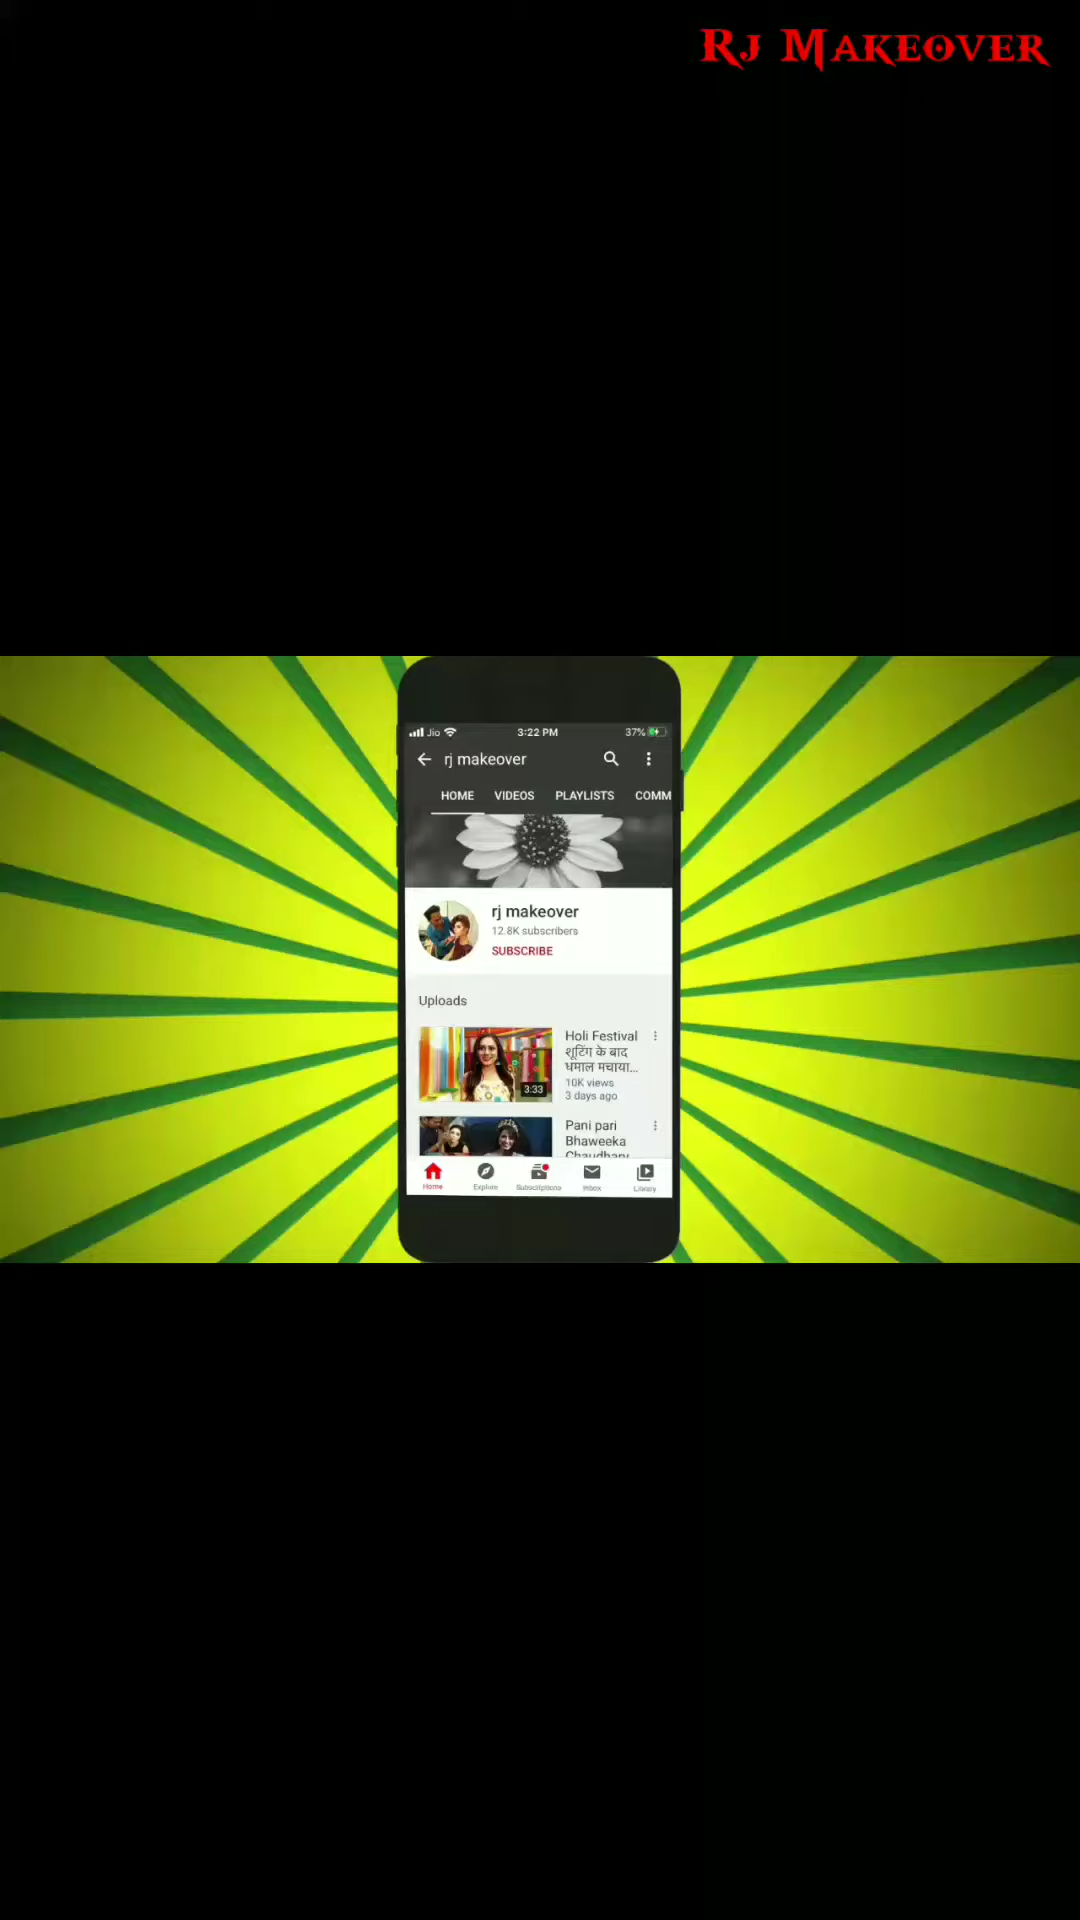 RJ MAKEOVER
Jio 3:22 PM 37%
rj makeover
HOME VIDEOS PLAYLISTS COMM
rj makeover
12.8K subscribers
SUBSCRIBE
Uploads
Holi Festival
शूटिंग के बाद
धमाल मचाया...
10K views
3 days ago
3:33
Pani pari
Bhaweeka
Chaudhary
Home Explore Subscriptions Inbox Library